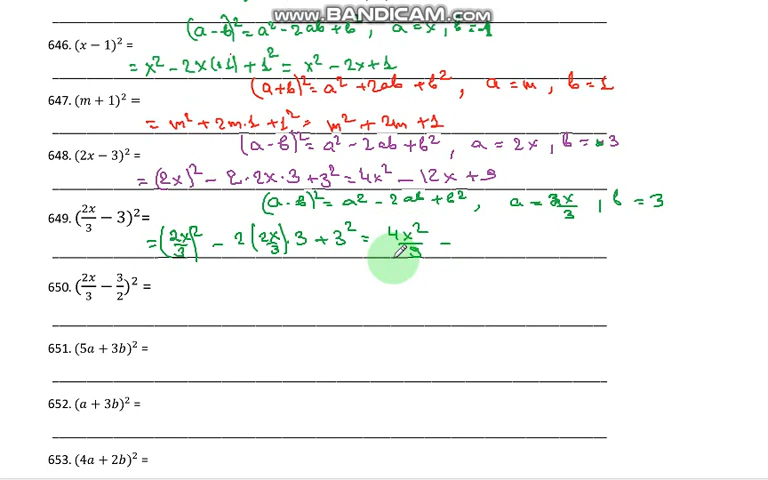 www.BANDICAM.com
(a-b)² = a² - 2ab + b², a = x, b = 1
646. (x − 1)² =
= x² - 2x(1) + 1² = x² - 2x + 1
(a+b)² = a² + 2ab + b², a = m, b = 1
647. (m + 1)² =
= m² + 2m·1 + 1² = m² + 2m + 1
(a-b)² = a² - 2ab + b², a = 2x, b = 3
648. (2x − 3)² =
= (2x)² - 2·2x·3 + 3² = 4x² - 12x + 9
(a-b)² = a² - 2ab + b², a = 2x/3, b = 3
649. (2x/3 − 3)² =
= (2x/3)² - 2(2x/3)·3 + 3² = 4x²/9 -
650. (2x/3 − 3/2)² =
651. (5a + 3b)² =
652. (a + 3b)² =
653. (4a + 2b)² =